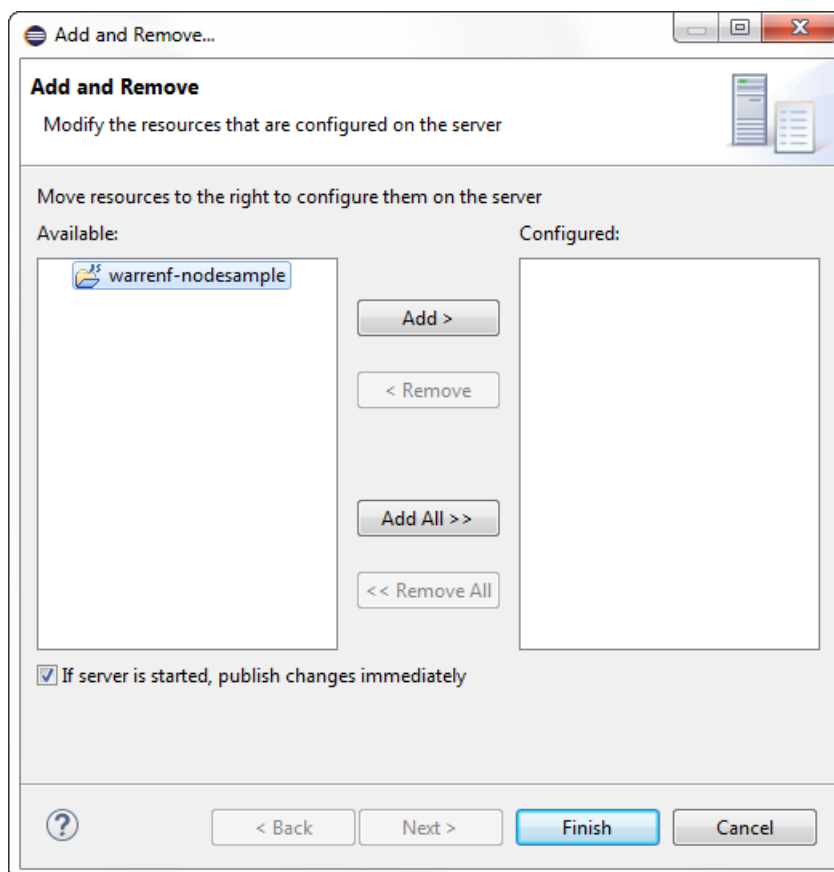 Add and Remove...
Add and Remove
Modify the resources that are configured on the server
Move resources to the right to configure them on the server
Available:
Configured:
JS
warrenf-nodesample
Add >
< Remove
Add All >>
<< Remove All
If server is started, publish changes immediately
?
< Back
Next >
Finish
Cancel